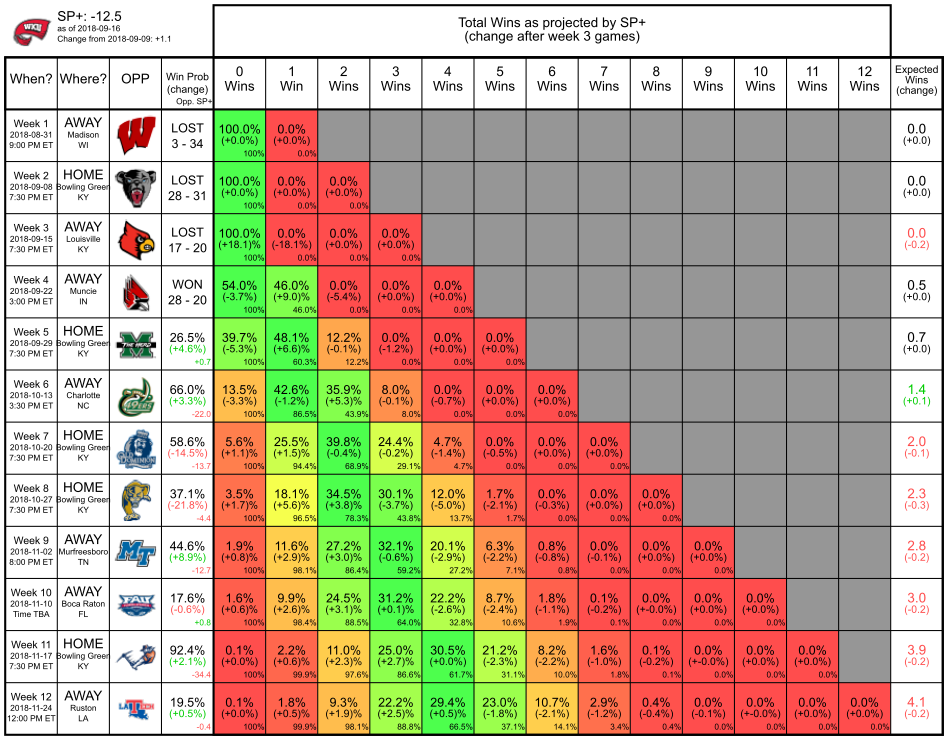 WKU
SP+: -12.5
as of 2018-09-16
Change from 2018-09-09: +1.1
Total Wins as projected by SP+
(change after week 3 games)
When? Where? OPP Win Prob (change) Opp. SP+ 0 Wins 1 Win 2 Wins 3 Wins 4 Wins 5 Wins 6 Wins 7 Wins 8 Wins 9 Wins 10 Wins 11 Wins 12 Wins Expected Wins (change)
Week 1 AWAY LOST 100.0% 0.0% 0.0
2018-08-31 Madison 3 - 34 (+0.0%) (+0.0%) (+0.0)
9:00 PM ET WI 100% 0.0%
Week 2 HOME LOST 100.0% 0.0% 0.0% 0.0
2018-09-08 Bowling Green 28 - 31 (+0.0%) (+0.0%) (+0.0%) (+0.0)
7:30 PM ET KY 100% 0.0% 0.0%
Week 3 AWAY LOST 100.0% 0.0% 0.0% 0.0% 0.0
2018-09-15 Louisville 17 - 20 (+18.1%) (-18.1%) (+0.0%) (+0.0%) (-0.2)
7:30 PM ET KY 100% 0.0% 0.0% 0.0%
Week 4 AWAY WON 54.0% 46.0% 0.0% 0.0% 0.0% 0.5
2018-09-22 Muncie 28 - 20 (-3.7%) (+9.0%) (-5.4%) (+0.0%) (+0.0%) (+0.0)
3:00 PM ET IN 100% 46.0% 0.0% 0.0% 0.0%
Week 5 HOME THE HERD 26.5% 39.7% 48.1% 12.2% 0.0% 0.0% 0.0% 0.7
2018-09-29 Bowling Green (+4.6%) (-5.3%) (+6.6%) (-0.1%) (-1.2%) (+0.0%) (+0.0%) (+0.0)
7:30 PM ET KY +0.7 100% 60.3% 12.2% 0.0% 0.0% 0.0%
Week 6 AWAY 49ERS 66.0% 13.5% 42.6% 35.9% 8.0% 0.0% 0.0% 0.0% 1.4
2018-10-13 Charlotte (+3.3%) (-3.3%) (-1.2%) (+5.3%) (-0.1%) (-0.7%) (+0.0%) (+0.0%) (+0.1)
3:30 PM ET NC -22.0 100% 86.5% 43.9% 8.0% 0.0% 0.0% 0.0%
Week 7 HOME DOMINION 58.6% 5.6% 25.5% 39.8% 24.4% 4.7% 0.0% 0.0% 0.0% 2.0
2018-10-20 Bowling Green (-14.5%) (+1.1%) (+1.5%) (-0.4%) (-0.2%) (-1.4%) (-0.5%) (+0.0%) (+0.0%) (-0.1)
7:30 PM ET KY -13.7 100% 94.4% 68.9% 29.1% 4.7% 0.0% 0.0% 0.0%
Week 8 HOME 37.1% 3.5% 18.1% 34.5% 30.1% 12.0% 1.7% 0.0% 0.0% 0.0% 2.3
2018-10-27 Bowling Green (-21.8%) (+1.7%) (+5.6%) (+3.8%) (-3.7%) (-5.0%) (-2.1%) (-0.3%) (+0.0%) (+0.0%) (-0.3)
7:30 PM ET KY -4.4 100% 96.5% 78.3% 43.8% 13.7% 1.7% 0.0% 0.0% 0.0%
Week 9 AWAY MT 44.6% 1.9% 11.6% 27.2% 32.1% 20.1% 6.3% 0.8% 0.0% 0.0% 0.0% 2.8
2018-11-02 Murfreesboro (+8.9%) (+0.8%) (+2.9%) (+3.0%) (-0.6%) (-2.9%) (-2.2%) (-0.8%) (-0.1%) (+0.0%) (+0.0%) (-0.2)
8:00 PM ET TN -12.7 100% 98.1% 86.4% 59.2% 27.2% 7.1% 0.8% 0.0% 0.0% 0.0%
Week 10 AWAY FAU 17.6% 1.6% 9.9% 24.5% 31.2% 22.2% 8.7% 1.8% 0.1% 0.0% 0.0% 0.0% 3.0
2018-11-10 Boca Raton (-0.6%) (+0.6%) (+2.6%) (+3.1%) (+0.1%) (-2.6%) (-2.4%) (-1.1%) (-0.2%) (+-0.0%) (+0.0%) (+0.0%) (-0.2)
Time TBA FL +0.8 100% 98.4% 88.5% 64.0% 32.8% 10.6% 1.9% 0.1% 0.0% 0.0% 0.0%
Week 11 HOME 92.4% 0.1% 2.2% 11.0% 25.0% 30.5% 21.2% 8.2% 1.6% 0.1% 0.0% 0.0% 0.0% 3.9
2018-11-17 Bowling Green (+2.1%) (+0.0%) (+0.6%) (+2.3%) (+2.7%) (+0.0%) (-2.3%) (-2.2%) (-1.0%) (-0.2%) (+-0.0%) (+0.0%) (+0.0%) (-0.2)
7:30 PM ET KY -34.4 100% 99.9% 97.6% 86.6% 61.7% 31.1% 10.0% 1.8% 0.1% 0.0% 0.0% 0.0%
Week 12 AWAY LA TECH 19.5% 0.1% 1.8% 9.3% 22.2% 29.4% 23.0% 10.7% 2.9% 0.4% 0.0% 0.0% 0.0% 0.0% 4.1
2018-11-24 Ruston (+0.5%) (+0.0%) (+0.5%) (+1.9%) (+2.5%) (+0.5%) (-1.8%) (-2.1%) (-1.2%) (-0.4%) (-0.1%) (+-0.0%) (+0.0%) (+0.0%) (-0.2)
12:00 PM ET LA -0.4 100% 99.9% 98.1% 88.8% 66.5% 37.1% 14.1% 3.4% 0.4% 0.0% 0.0% 0.0% 0.0%